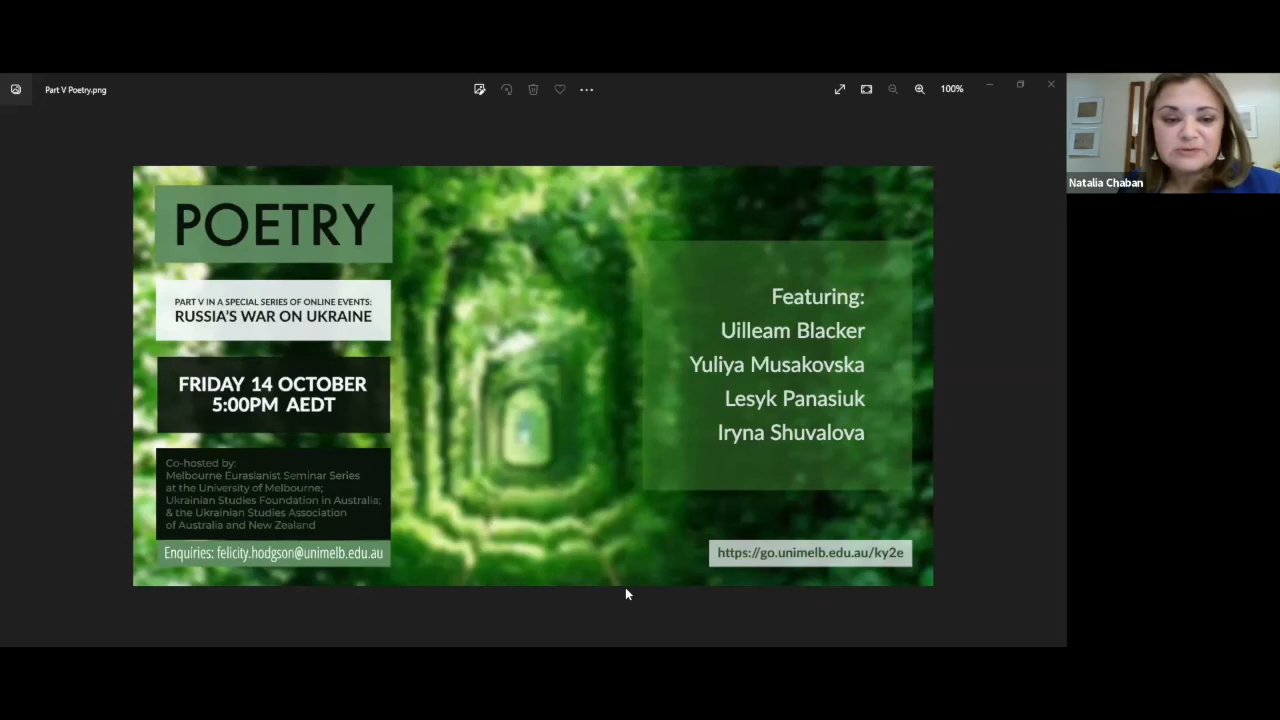 Part V Poetry.png
100%
Natalia Chaban
POETRY
PART V IN A SPECIAL SERIES OF ONLINE EVENTS:
RUSSIA'S WAR ON UKRAINE
FRIDAY 14 OCTOBER
5:00PM AEDT
Co-hosted by:
Melbourne Eurasianist Seminar Series
at the University of Melbourne;
Ukrainian Studies Foundation in Australia;
& the Ukrainian Studies Association
of Australia and New Zealand
Enquiries: felicity.hodgson@unimelb.edu.au
Featuring:
Uilleam Blacker
Yuliya Musakovska
Lesyk Panasiuk
Iryna Shuvalova
https://go.unimelb.edu.au/ky2e